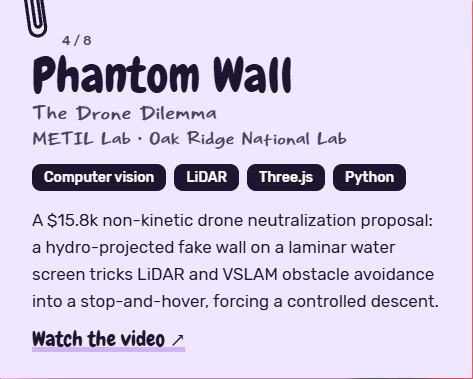 4 / 8
Phantom Wall
The Drone Dilemma
METIL Lab · Oak Ridge National Lab
Computer vision LiDAR Three.js Python
A $15.8k non-kinetic drone neutralization proposal:
a hydro-projected fake wall on a laminar water
screen tricks LiDAR and VSLAM obstacle avoidance
into a stop-and-hover, forcing a controlled descent.
Watch the video ↗